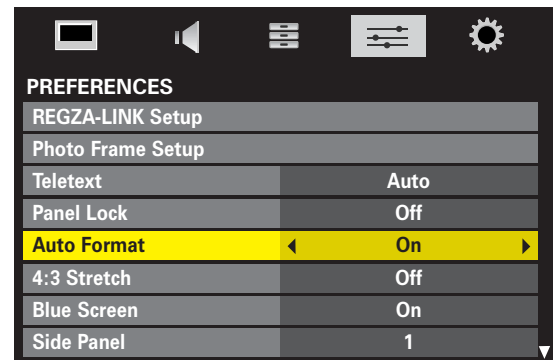 PREFERENCES
REGZA-LINK Setup
Photo Frame Setup
Teletext Auto
Panel Lock Off
Auto Format On
4:3 Stretch Off
Blue Screen On
Side Panel 1